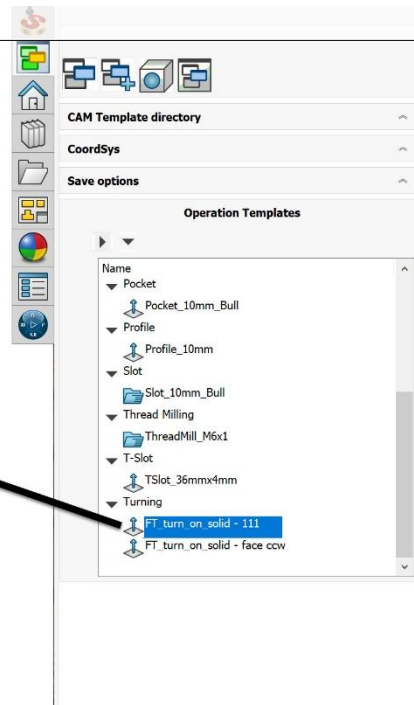 CAM Template directory
CoordSys
Save options
Operation Templates
Name
Pocket
Pocket_10mm_Bull
Profile
Profile_10mm
Slot
Slot_10mm_Bull
Thread Milling
ThreadMill_M6x1
T-Slot
TSlot_36mmx4mm
Turning
FT_turn_on_solid - 111
FT_turn_on_solid - face ccw